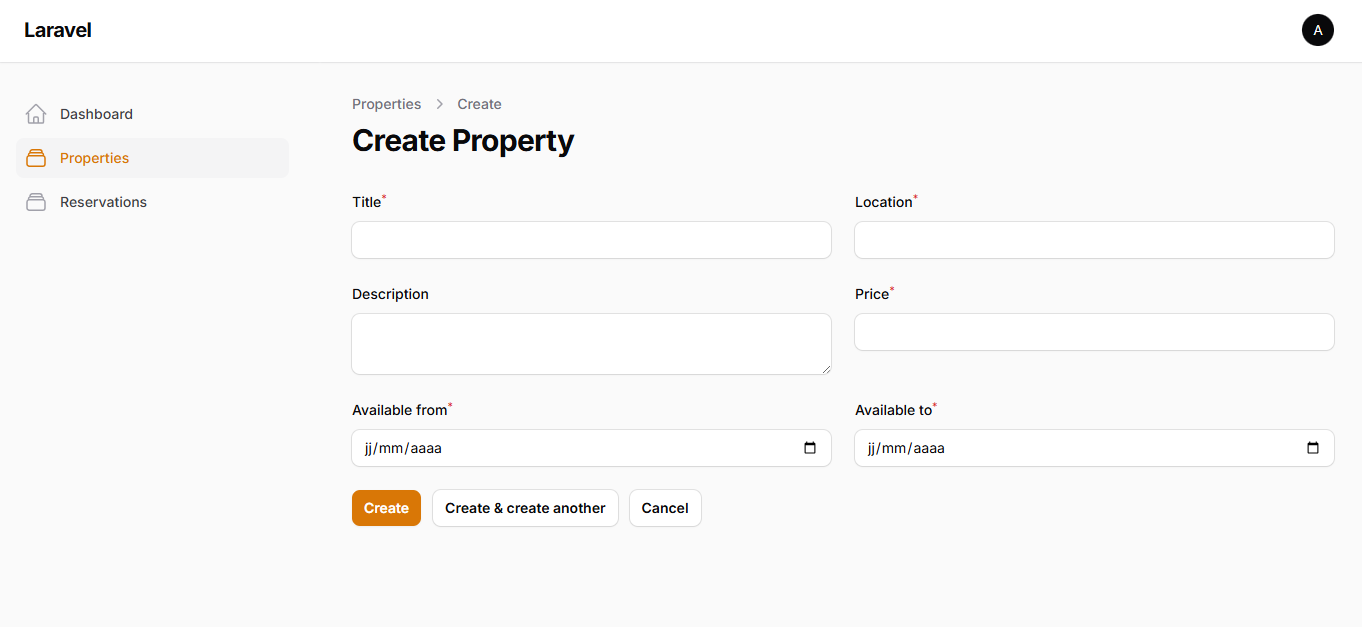 Laravel
A
Dashboard
Properties
Reservations
Properties > Create
Create Property
Title*
Location*
Description
Price*
Available from*
Available to*
jj/mm/aaaa
jj/mm/aaaa
Create
Create & create another
Cancel